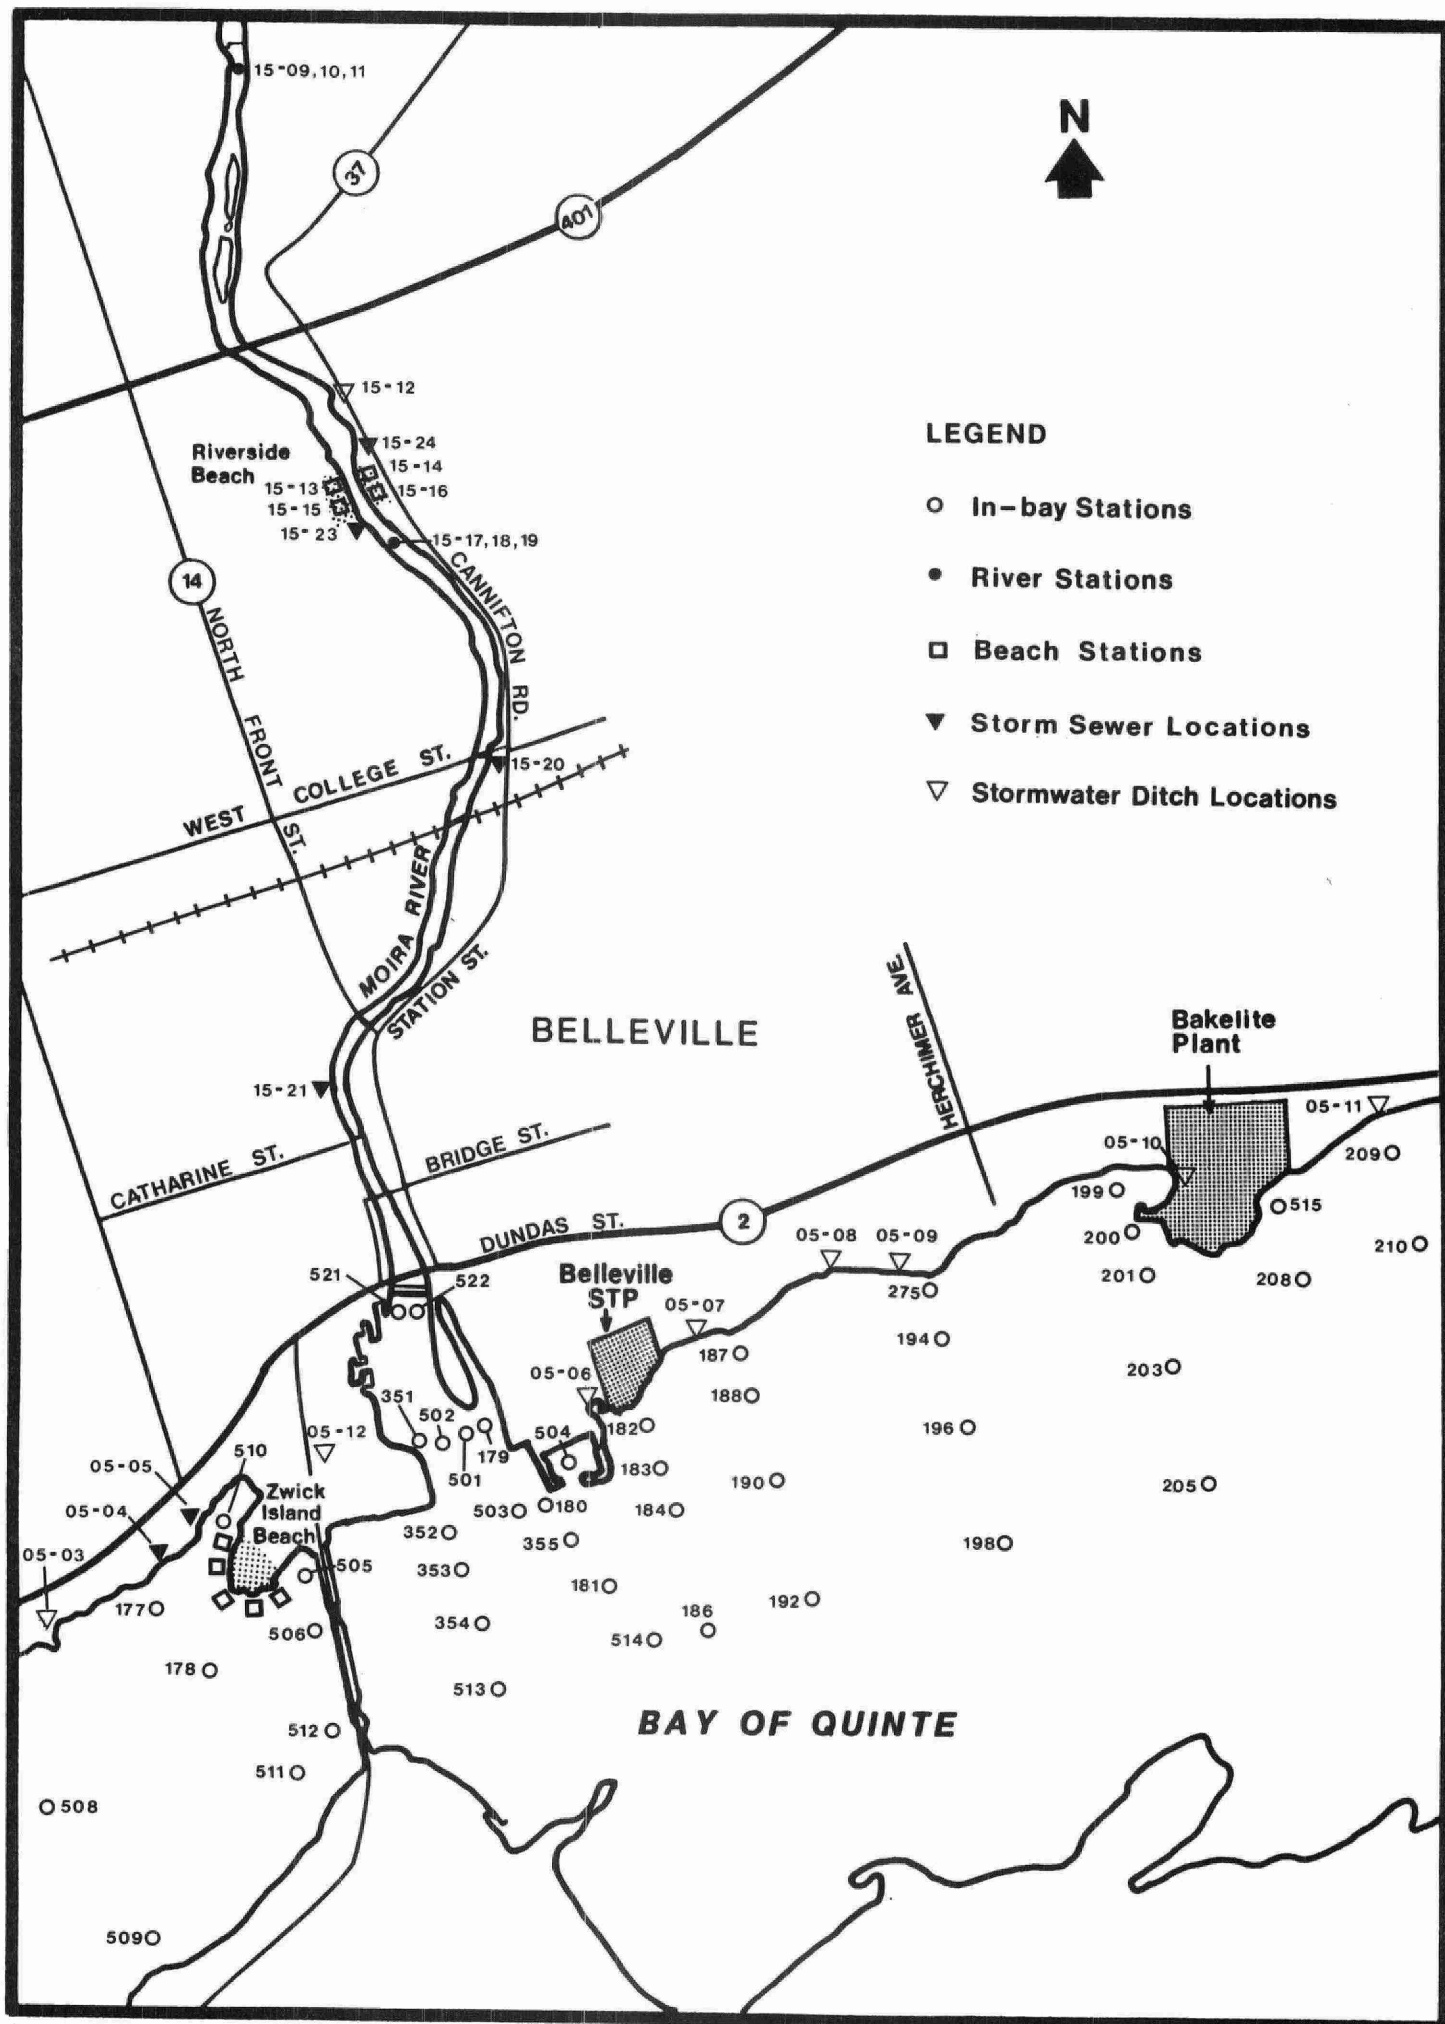 15-09,10,11
N
37
401
15-12
LEGEND
15-24
Riverside
Beach
15-14
15-13
15-16
15-15
15-23
In-bay Stations
15-17,18,19
River Stations
14
CANNIFTON RD.
NORTH FRONT ST.
Beach Stations
Storm Sewer Locations
WEST COLLEGE ST.
15-20
Stormwater Ditch Locations
MOIRA RIVER
STATION ST.
HERCHIMER AVE.
BELLEVILLE
Bakelite
Plant
15-21
05-11
BRIDGE ST.
05-10
209
CATHARINE ST.
199
515
2
DUNDAS ST.
05-08
05-09
200
210
521
522
Belleville
STP
201
208
275
05-07
194
187
203
05-06
351
188
502
182
196
05-12
504
510
179
05-05
501
183
190
205
Zwick
Island
Beach
05-04
503
180
184
352
355
198
05-03
505
353
181
177
192
186
506
354
514
178
513
512
BAY OF QUINTE
511
508
509